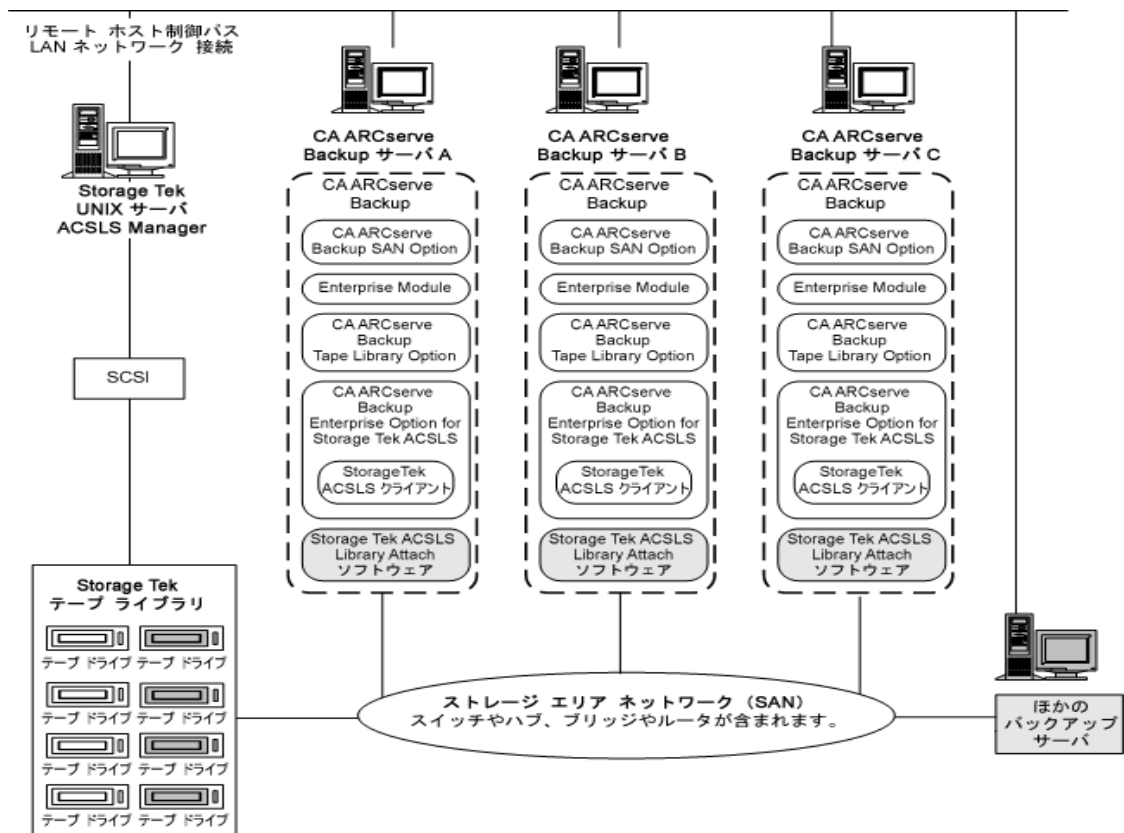 リモート ホスト制御パス
LAN ネットワーク 接続
Storage Tek
UNIX サーバ
ACSLS Manager
SCSI
Storage Tek
テープ ライブラリ
テープ ドライブ テープ ドライブ
テープ ドライブ テープ ドライブ
テープ ドライブ テープ ドライブ
テープ ドライブ テープ ドライブ
CA ARCserve
Backup サーバ A
CA ARCserve
Backup
CA ARCserve
Backup SAN Option
Enterprise Module
CA ARCserve
Backup
Tape Library Option
CA ARCserve
Backup
Enterprise Option for
Storage Tek ACSLS
StorageTek
ACSLS クライアント
Storage Tek ACSLS
Library Attach
ソフトウェア
CA ARCserve
Backup サーバ B
CA ARCserve
Backup
CA ARCserve
Backup SAN Option
Enterprise Module
CA ARCserve
Backup
Tape Library Option
CA ARCserve
Backup
Enterprise Option for
Storage Tek ACSLS
StorageTek
ACSLS クライアント
Storage Tek ACSLS
Library Attach
ソフトウェア
CA ARCserve
Backup サーバ C
CA ARCserve
Backup
CA ARCserve
Backup SAN Option
Enterprise Module
CA ARCserve
Backup
Tape Library Option
CA ARCserve
Backup
Enterprise Option for
Storage Tek ACSLS
StorageTek
ACSLS クライアント
Storage Tek ACSLS
Library Attach
ソフトウェア
ストレージ エリア ネットワーク（SAN）
スイッチやハブ、ブリッジやルータが含まれます。
ほかの
バックアップ
サーバ